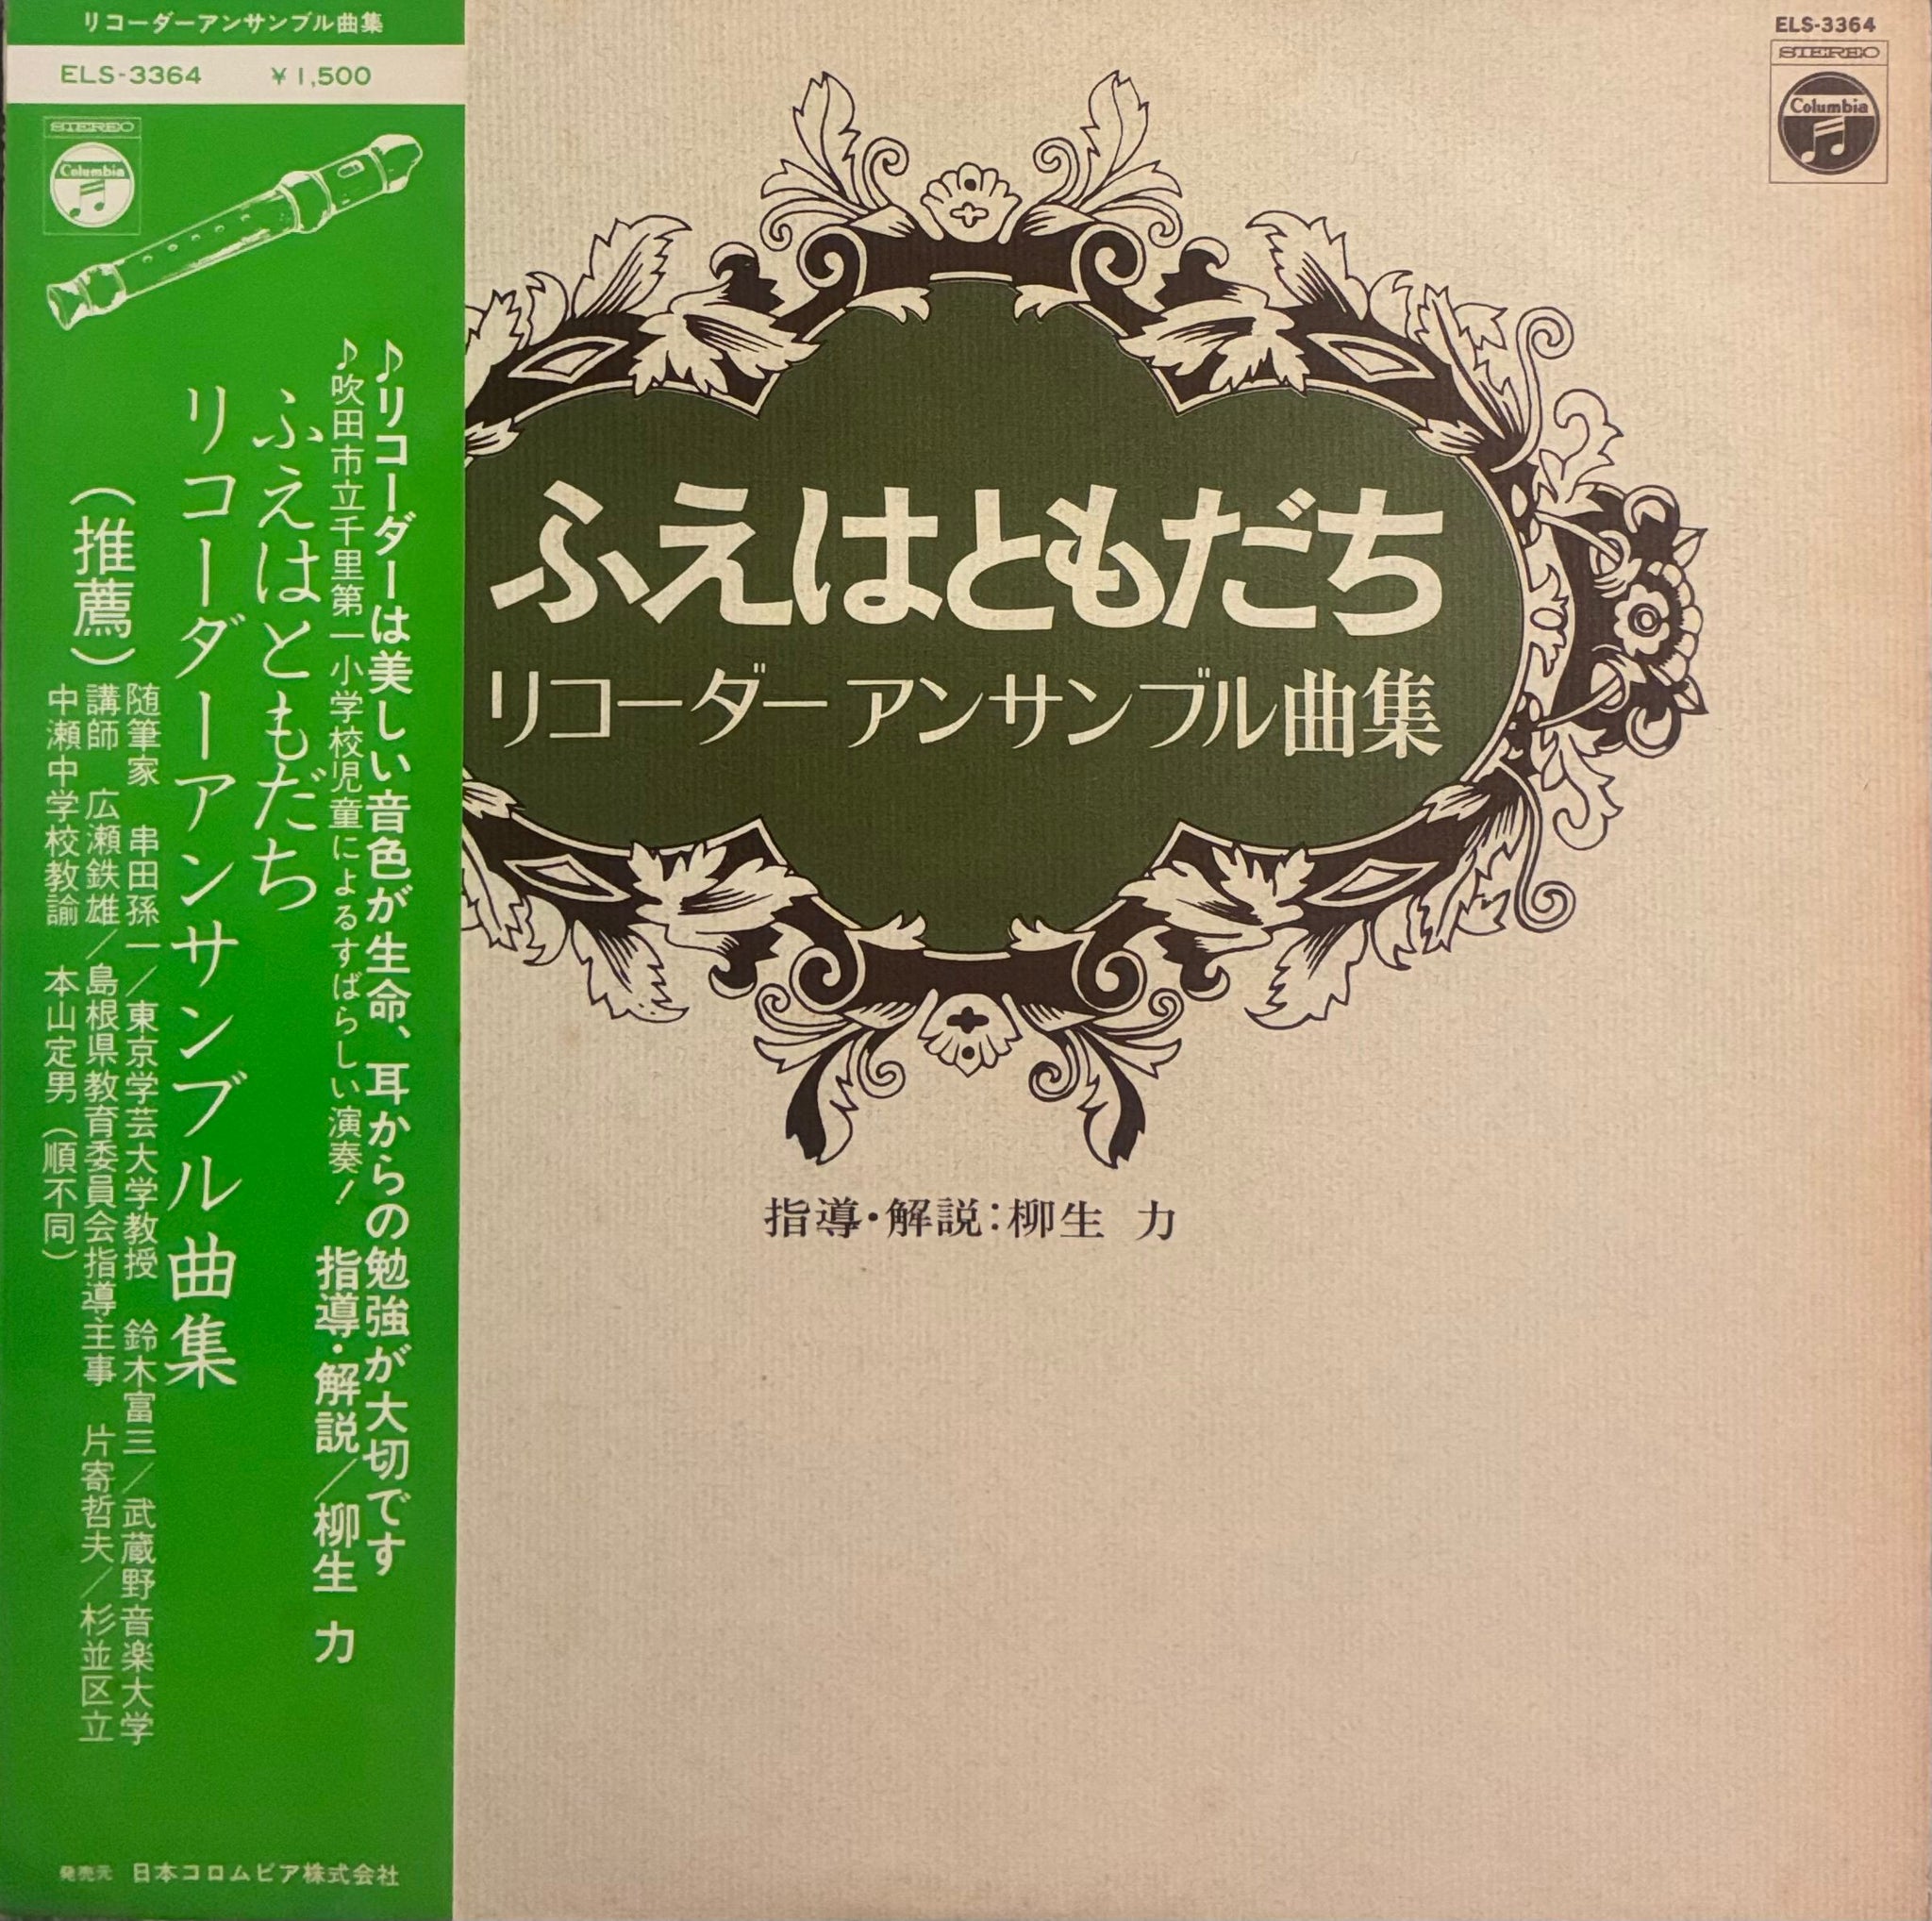 リコーダーアンサンブル曲集
ELS-3364 ¥1,500
STEREO
Columbia
♪リコーダーは美しい音色が生命、耳からの勉強が大切です
♪吹田市立千里第一小学校児童によるすばらしい演奏! 指導・解説/柳生 力
ふえはともだち
リコーダーアンサンブル曲集
(推薦)
随筆家 串田孫一/東京学芸大学教授 鈴木富三/武蔵野音楽大学
講師 広瀬鉄雄/島根県教育委員会指導主事 片寄哲夫/杉並区立
中瀬中学校教諭 本山定男(順不同)
発売元 日本コロムビア株式会社
ELS-3364
STEREO
Columbia
ふえはともだち
リコーダー アンサンブル曲集
指導・解説:柳生 力